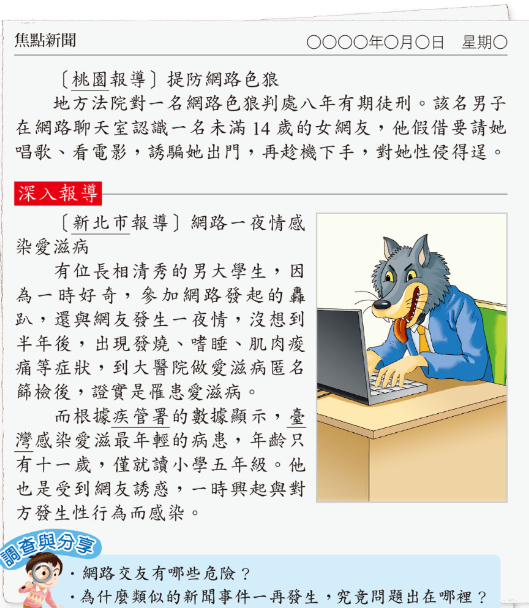 焦點新聞　○○○○年○月○日　星期○
〔桃園報導〕提防網路色狼
地方法院對一名網路色狼判處八年有期徒刑。該名男子
在網路聊天室認識一名未滿 14 歲的女網友，他假借要請她
唱歌、看電影，誘騙她出門，再趁機下手，對她性侵得逞。
深入報導
〔新北市報導〕網路一夜情感
染愛滋病
有位長相清秀的男大學生，因
為一時好奇，參加網路發起的轟
趴，還與網友發生一夜情，沒想到
半年後，出現發燒、嗜睡、肌肉痠
痛等症狀，到大醫院做愛滋病匿名
篩檢後，證實是罹患愛滋病。
而根據疾管署的數據顯示，臺
灣感染愛滋最年輕的病患，年齡只
有十一歲，僅就讀小學五年級。他
也是受到網友誘惑，一時興起與對
方發生性行為而感染。
調查與分享
・網路交友有哪些危險？
・為什麼類似的新聞事件一再發生，究竟問題出在哪裡？